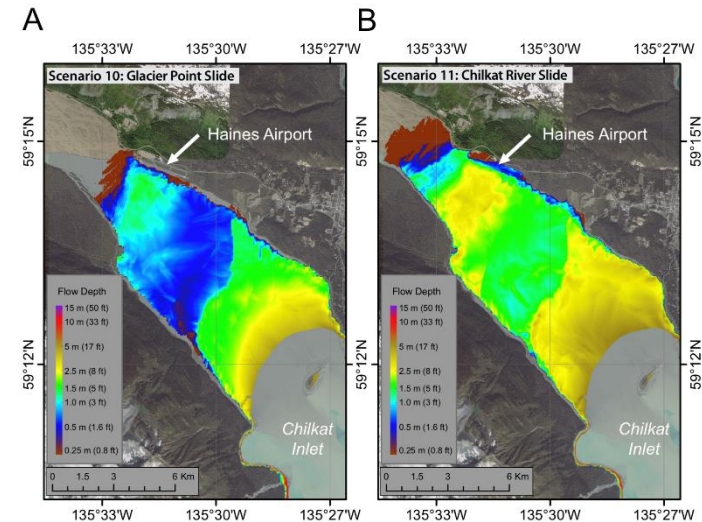 A
135°33'W 135°30'W 135°27'W
Scenario 10: Glacier Point Slide
Haines Airport
59°15'N
59°12'N
Flow Depth
15 m (50 ft)
10 m (33 ft)
5 m (17 ft)
2.5 m (8 ft)
1.5 m (5 ft)
1.0 m (3 ft)
0.5 m (1.6 ft)
0.25 m (0.8 ft)
0 1.5 3 6 Km
Chilkat
Inlet
135°33'W 135°30'W 135°27'W
B
135°33'W 135°30'W 135°27'W
Scenario 11: Chilkat River Slide
Haines Airport
59°15'N
59°12'N
Flow Depth
15 m (50 ft)
10 m (33 ft)
5 m (17 ft)
2.5 m (8 ft)
1.5 m (5 ft)
1.0 m (3 ft)
0.5 m (1.6 ft)
0.25 m (0.8 ft)
0 1.5 3 6 Km
Chilkat
Inlet
135°33'W 135°30'W 135°27'W